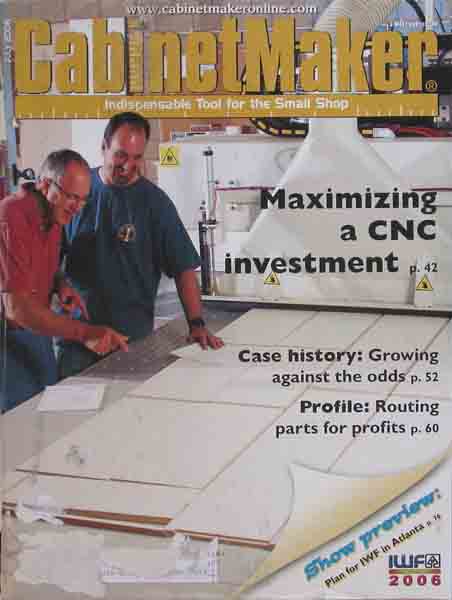 www.cabinetmakeronline.com
JULY 2006
CabinetMaker®
Indispensable Tool for the Small Shop
Maximizing
a CNC
investment p. 42
Case history: Growing
against the odds p. 52
Profile: Routing
parts for profits p. 60
Show preview:
Plan for IWF in Atlanta p. 76
IWF
2006